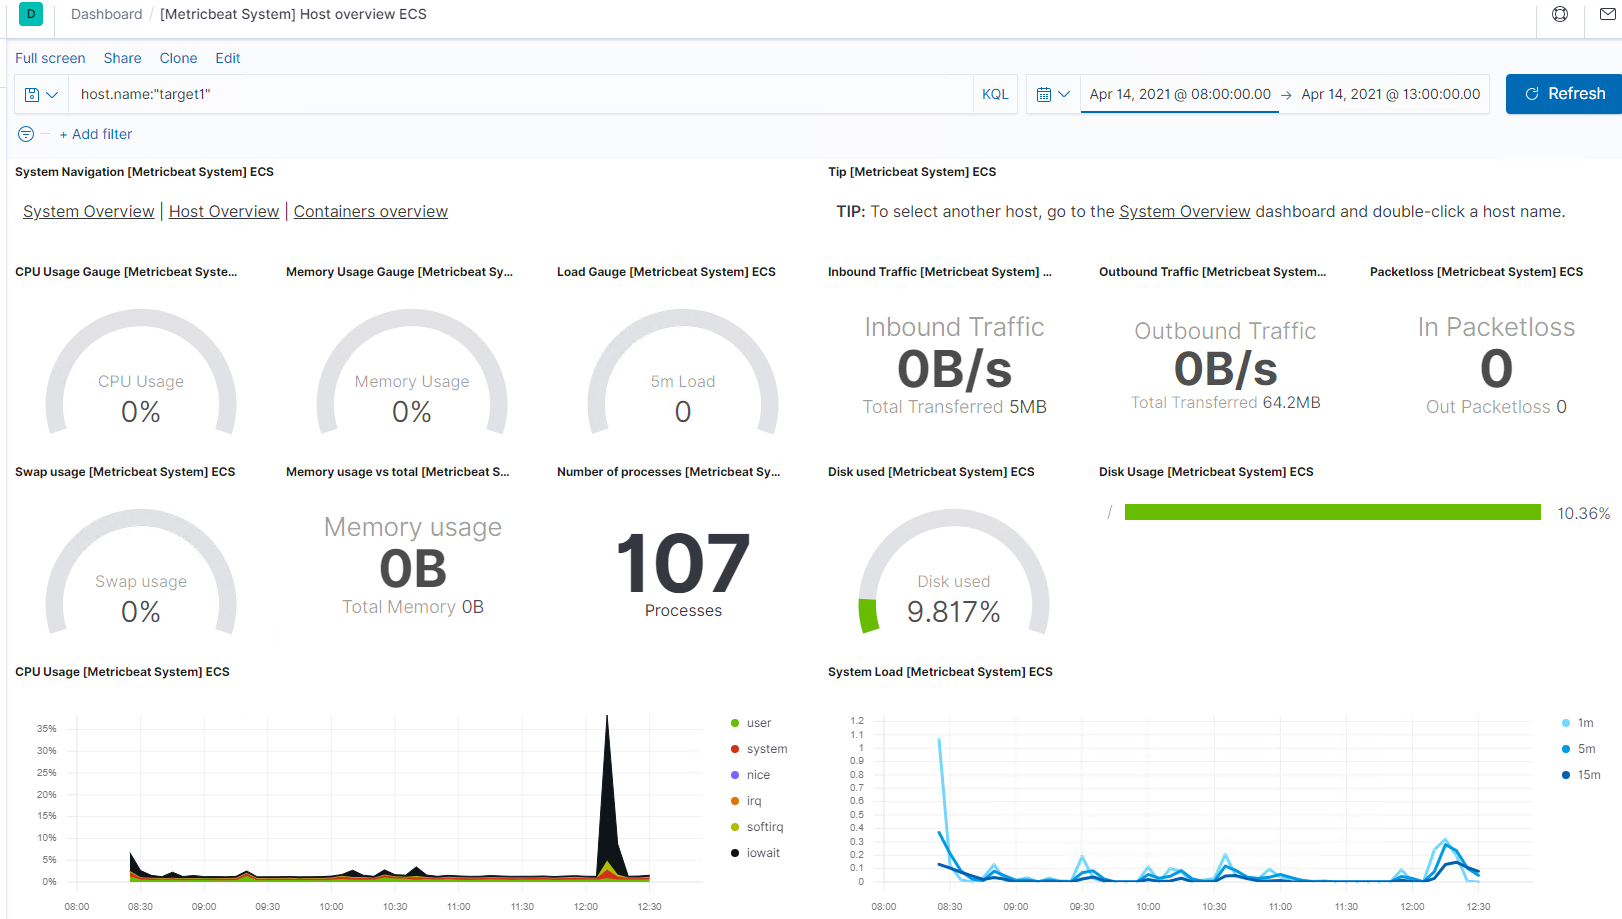 D Dashboard / [Metricbeat System] Host overview ECS
Full screen Share Clone Edit
host.name:"target1" KQL Apr 14, 2021 @ 08:00:00.00 → Apr 14, 2021 @ 13:00:00.00 Refresh
+ Add filter
System Navigation [Metricbeat System] ECS
System Overview | Host Overview | Containers overview
Tip [Metricbeat System] ECS
TIP: To select another host, go to the System Overview dashboard and double-click a host name.
CPU Usage Gauge [Metricbeat Syste...
CPU Usage
0%
Memory Usage Gauge [Metricbeat Sy...
Memory Usage
0%
Load Gauge [Metricbeat System] ECS
5m Load
0
Inbound Traffic [Metricbeat System] ...
Inbound Traffic
0B/s
Total Transferred 5MB
Outbound Traffic [Metricbeat System...
Outbound Traffic
0B/s
Total Transferred 64.2MB
Packetloss [Metricbeat System] ECS
In Packetloss
0
Out Packetloss 0
Swap usage [Metricbeat System] ECS
Swap usage
0%
Memory usage vs total [Metricbeat S...
Memory usage
0B
Total Memory 0B
Number of processes [Metricbeat Sy...
107
Processes
Disk used [Metricbeat System] ECS
Disk used
9.817%
Disk Usage [Metricbeat System] ECS
/ 10.36%
CPU Usage [Metricbeat System] ECS
35%
30%
25%
20%
15%
10%
5%
0%
08:00 08:30 09:00 09:30 10:00 10:30 11:00 11:30 12:00 12:30
user
system
nice
irq
softirq
iowait
System Load [Metricbeat System] ECS
1.2
1.1
1
0.9
0.8
0.7
0.6
0.5
0.4
0.3
0.2
0.1
0
08:00 08:30 09:00 09:30 10:00 10:30 11:00 11:30 12:00 12:30
1m
5m
15m